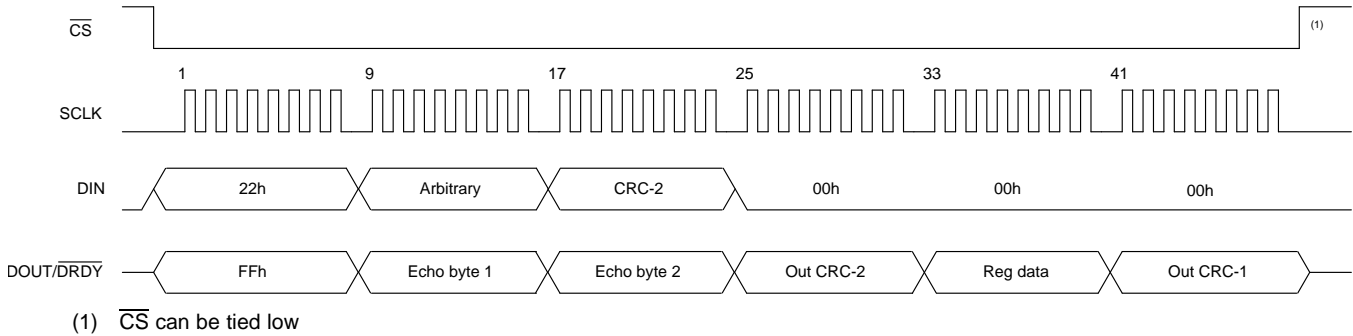 CS (1)
1 9 17 25 33 41
SCLK
DIN 22h Arbitrary CRC-2 00h 00h 00h
DOUT/DRDY FFh Echo byte 1 Echo byte 2 Out CRC-2 Reg data Out CRC-1
(1) CS can be tied low